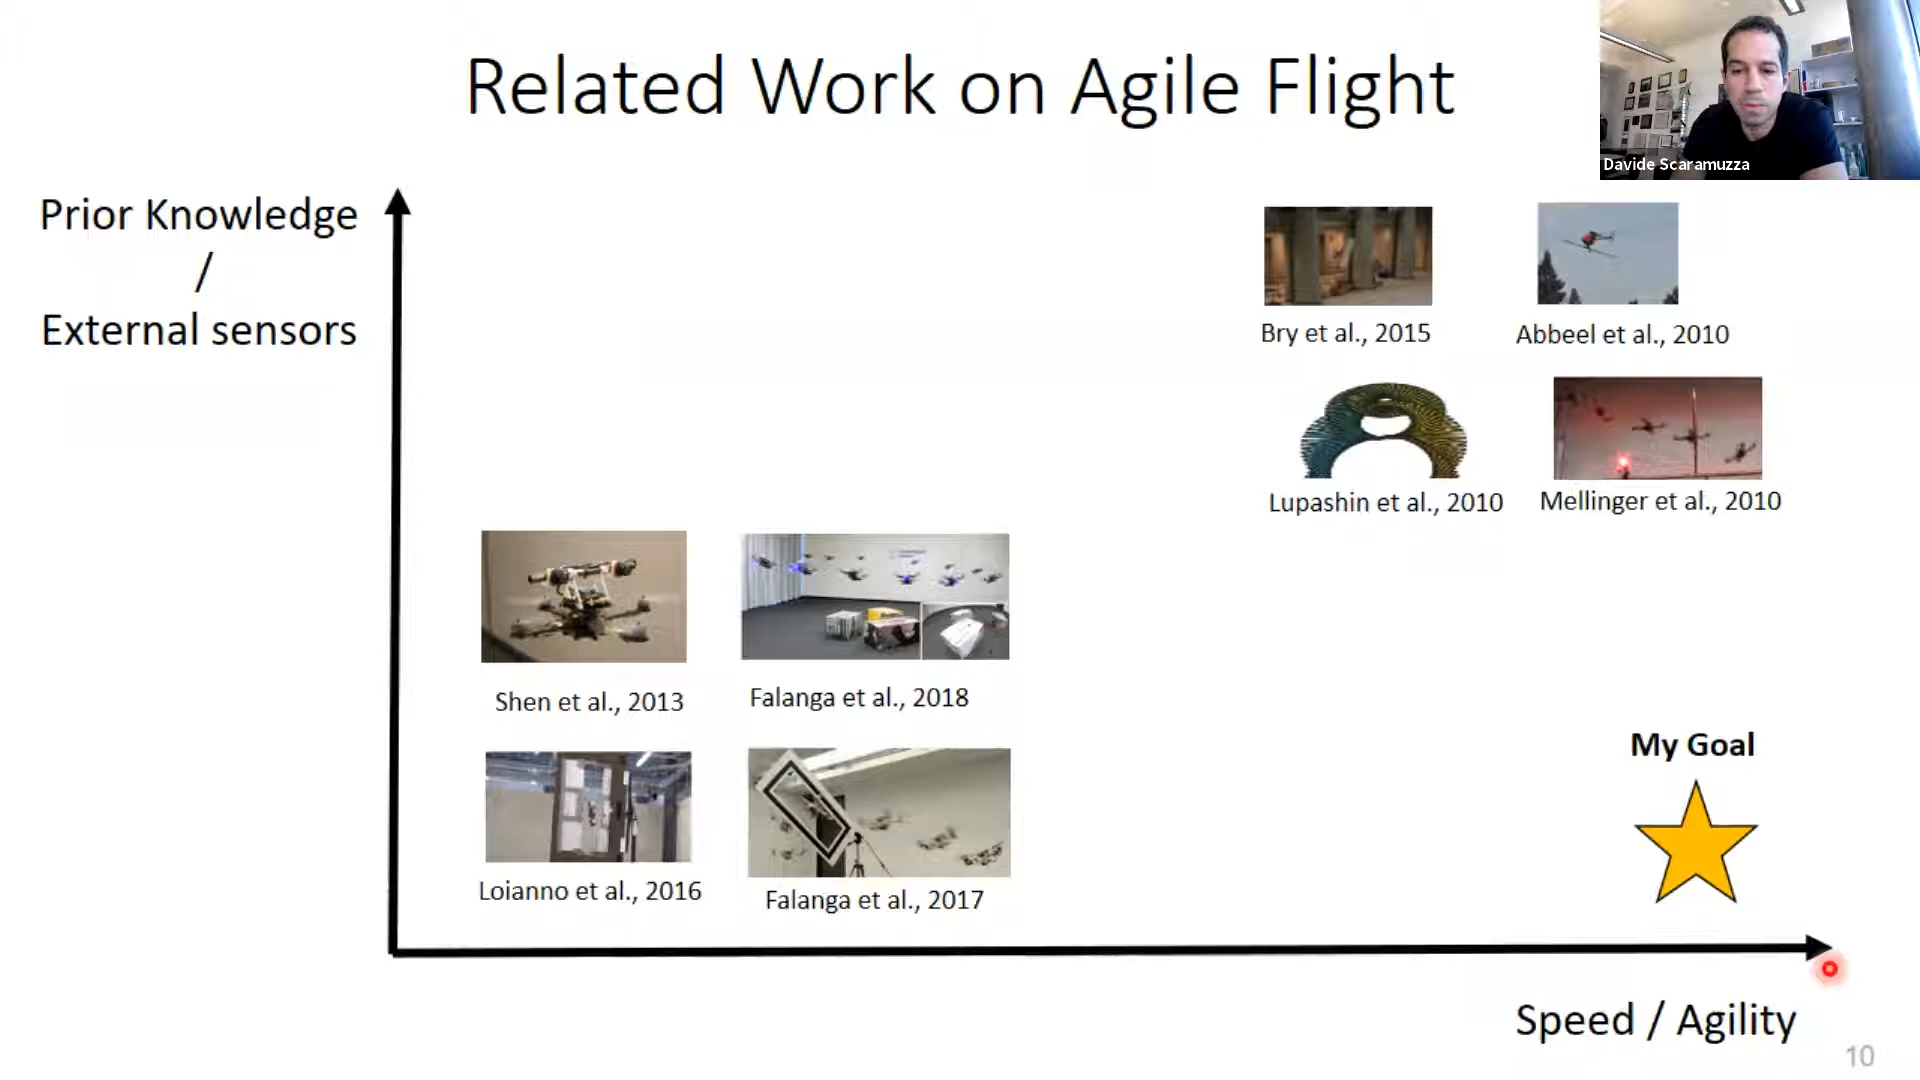 Related Work on Agile Flight
Davide Scaramuzza
Prior Knowledge
/
External sensors
Bry et al., 2015
Abbeel et al., 2010
Lupashin et al., 2010
Mellinger et al., 2010
Shen et al., 2013
Falanga et al., 2018
My Goal
Loianno et al., 2016
Falanga et al., 2017
Speed / Agility
10